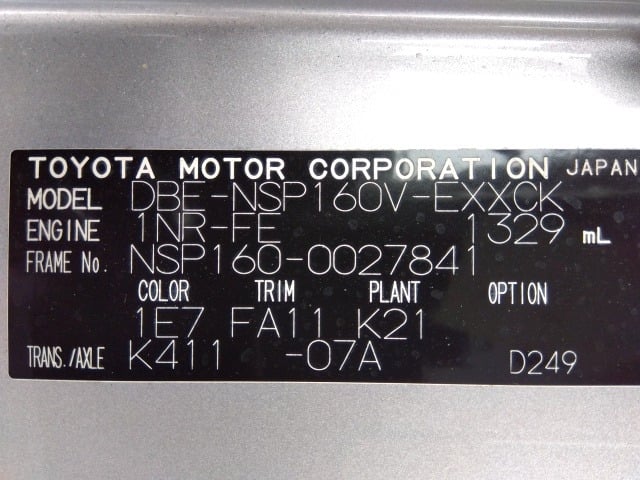 TOYOTA MOTOR CORPORATION JAPAN
MODEL DBE-NSP160V-EXXCK
ENGINE 1NR-FE 1329 mL
FRAME No. NSP160-0027841
COLOR TRIM PLANT OPTION
1E7 FA11 K21
TRANS./AXLE K411 -07A D249